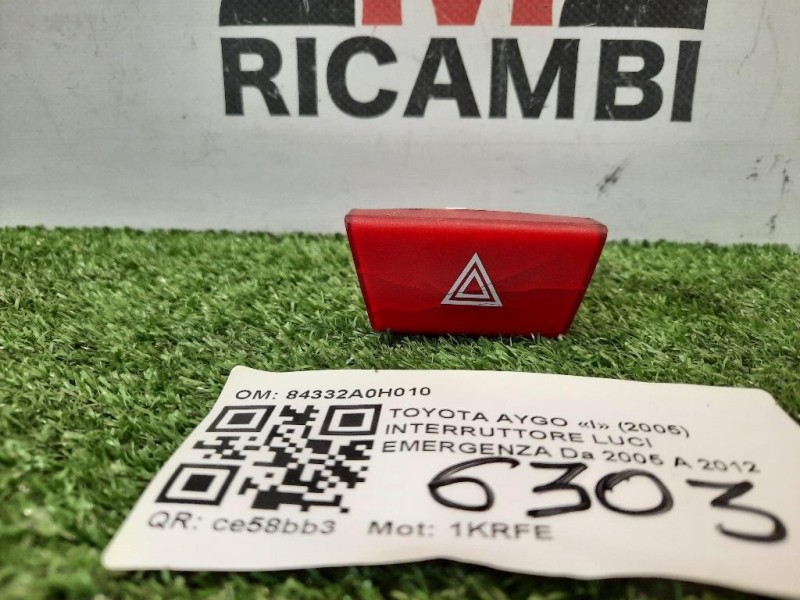 RICAMBI
OM: 84332A0H010
TOYOTA AYGO «I» (2005)
INTERRUTTORE LUCI
EMERGENZA Da 2005 A 2012
6303
QR: ce58bb3 Mot: 1KRFE